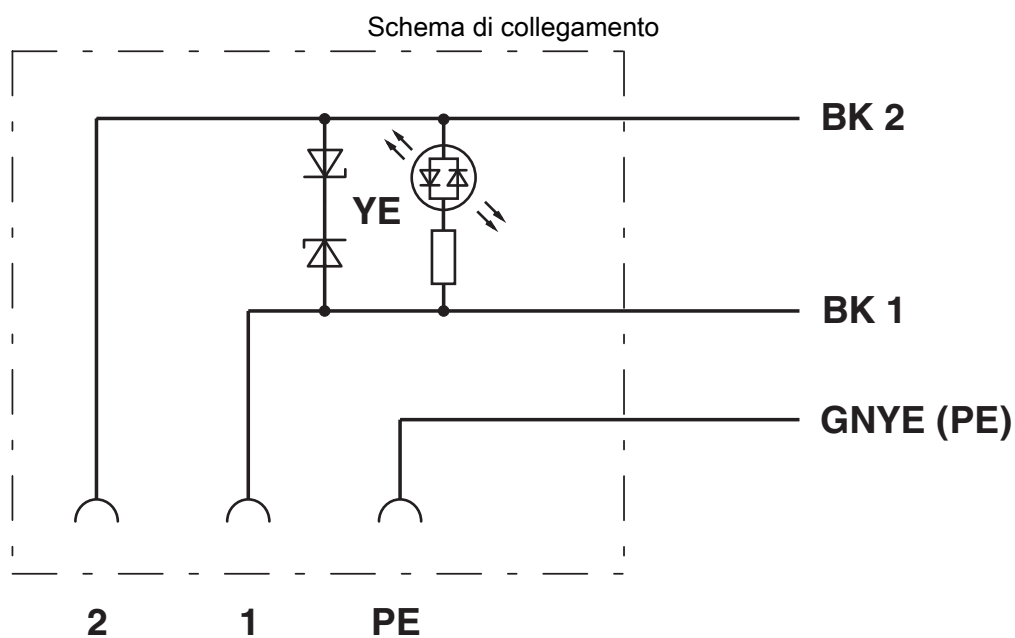 Schema di collegamento
BK 2
YE
BK 1
GNYE (PE)
2 1 PE